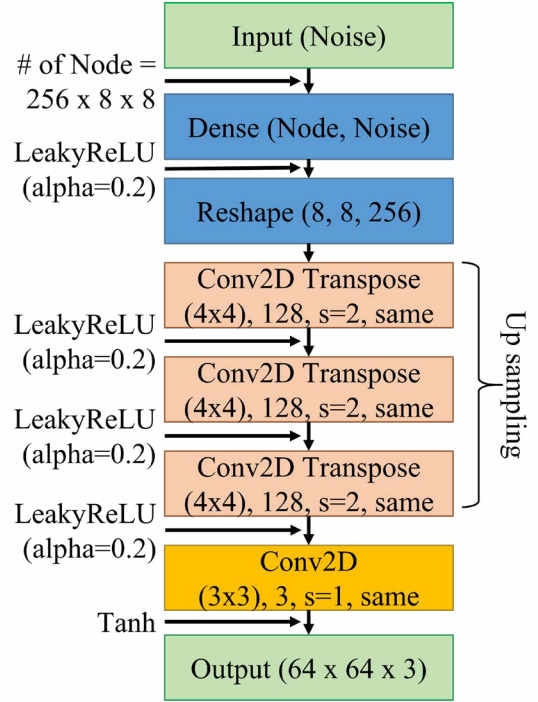 Input (Noise)
# of Node =
256 x 8 x 8
Dense (Node, Noise)
LeakyReLU
(alpha=0.2)
Reshape (8, 8, 256)
Conv2D Transpose
(4x4), 128, s=2, same
LeakyReLU
(alpha=0.2)
Conv2D Transpose
(4x4), 128, s=2, same
Up sampling
LeakyReLU
(alpha=0.2)
Conv2D Transpose
(4x4), 128, s=2, same
LeakyReLU
(alpha=0.2)
Conv2D
(3x3), 3, s=1, same
Tanh
Output (64 x 64 x 3)